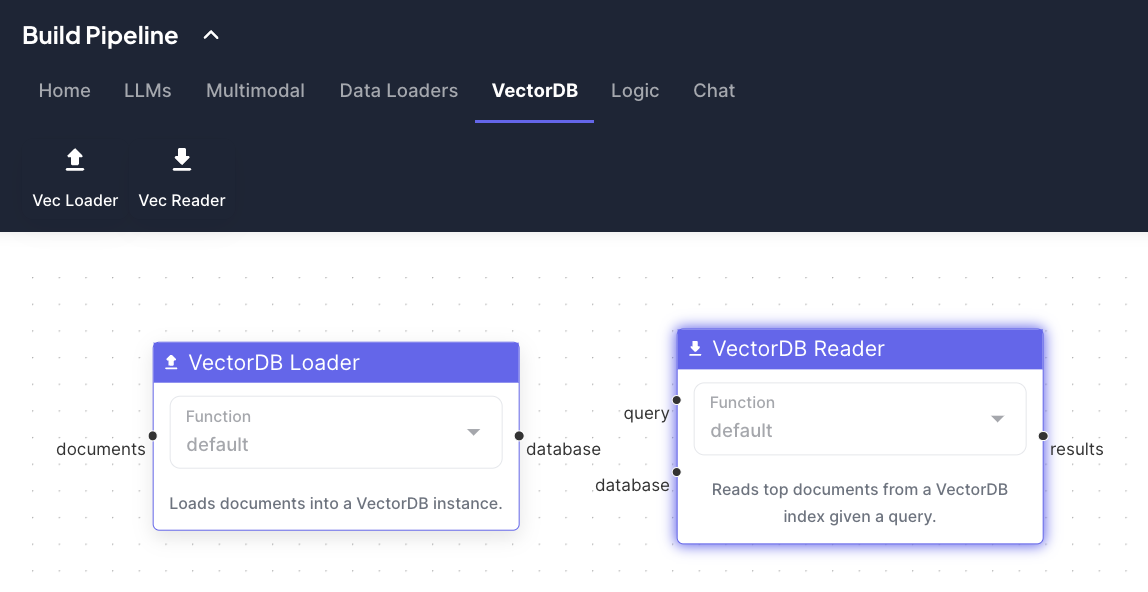 Build Pipeline
Home LLMs Multimodal Data Loaders VectorDB Logic Chat
Vec Loader Vec Reader
VectorDB Loader
Function
default
documents
database
Loads documents into a VectorDB instance.
VectorDB Reader
Function
default
query
database
results
Reads top documents from a VectorDB
index given a query.